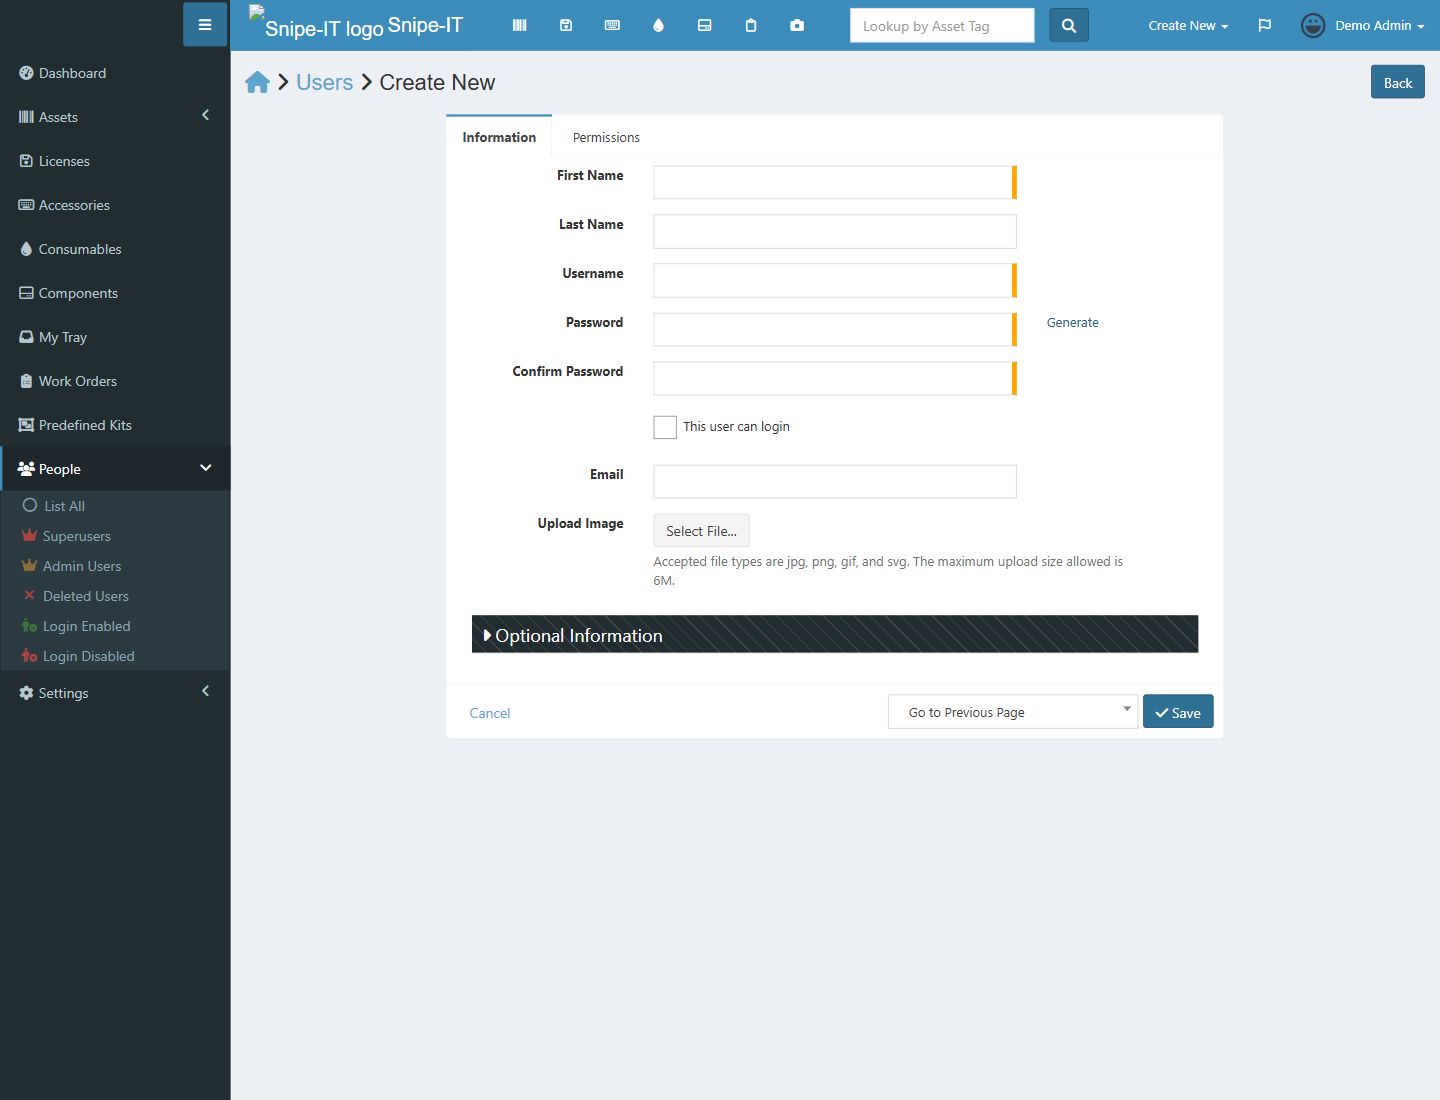 Snipe-IT logo Snipe-IT
Lookup by Asset Tag
Create New
Demo Admin
Dashboard
Assets
Licenses
Accessories
Consumables
Components
My Tray
Work Orders
Predefined Kits
People
List All
Superusers
Admin Users
Deleted Users
Login Enabled
Login Disabled
Settings
Users
Create New
Back
Information
Permissions
First Name
Last Name
Username
Password
Generate
Confirm Password
This user can login
Email
Upload Image
Select File...
Accepted file types are jpg, png, gif, and svg. The maximum upload size allowed is
6M.
Optional Information
Cancel
Go to Previous Page
Save